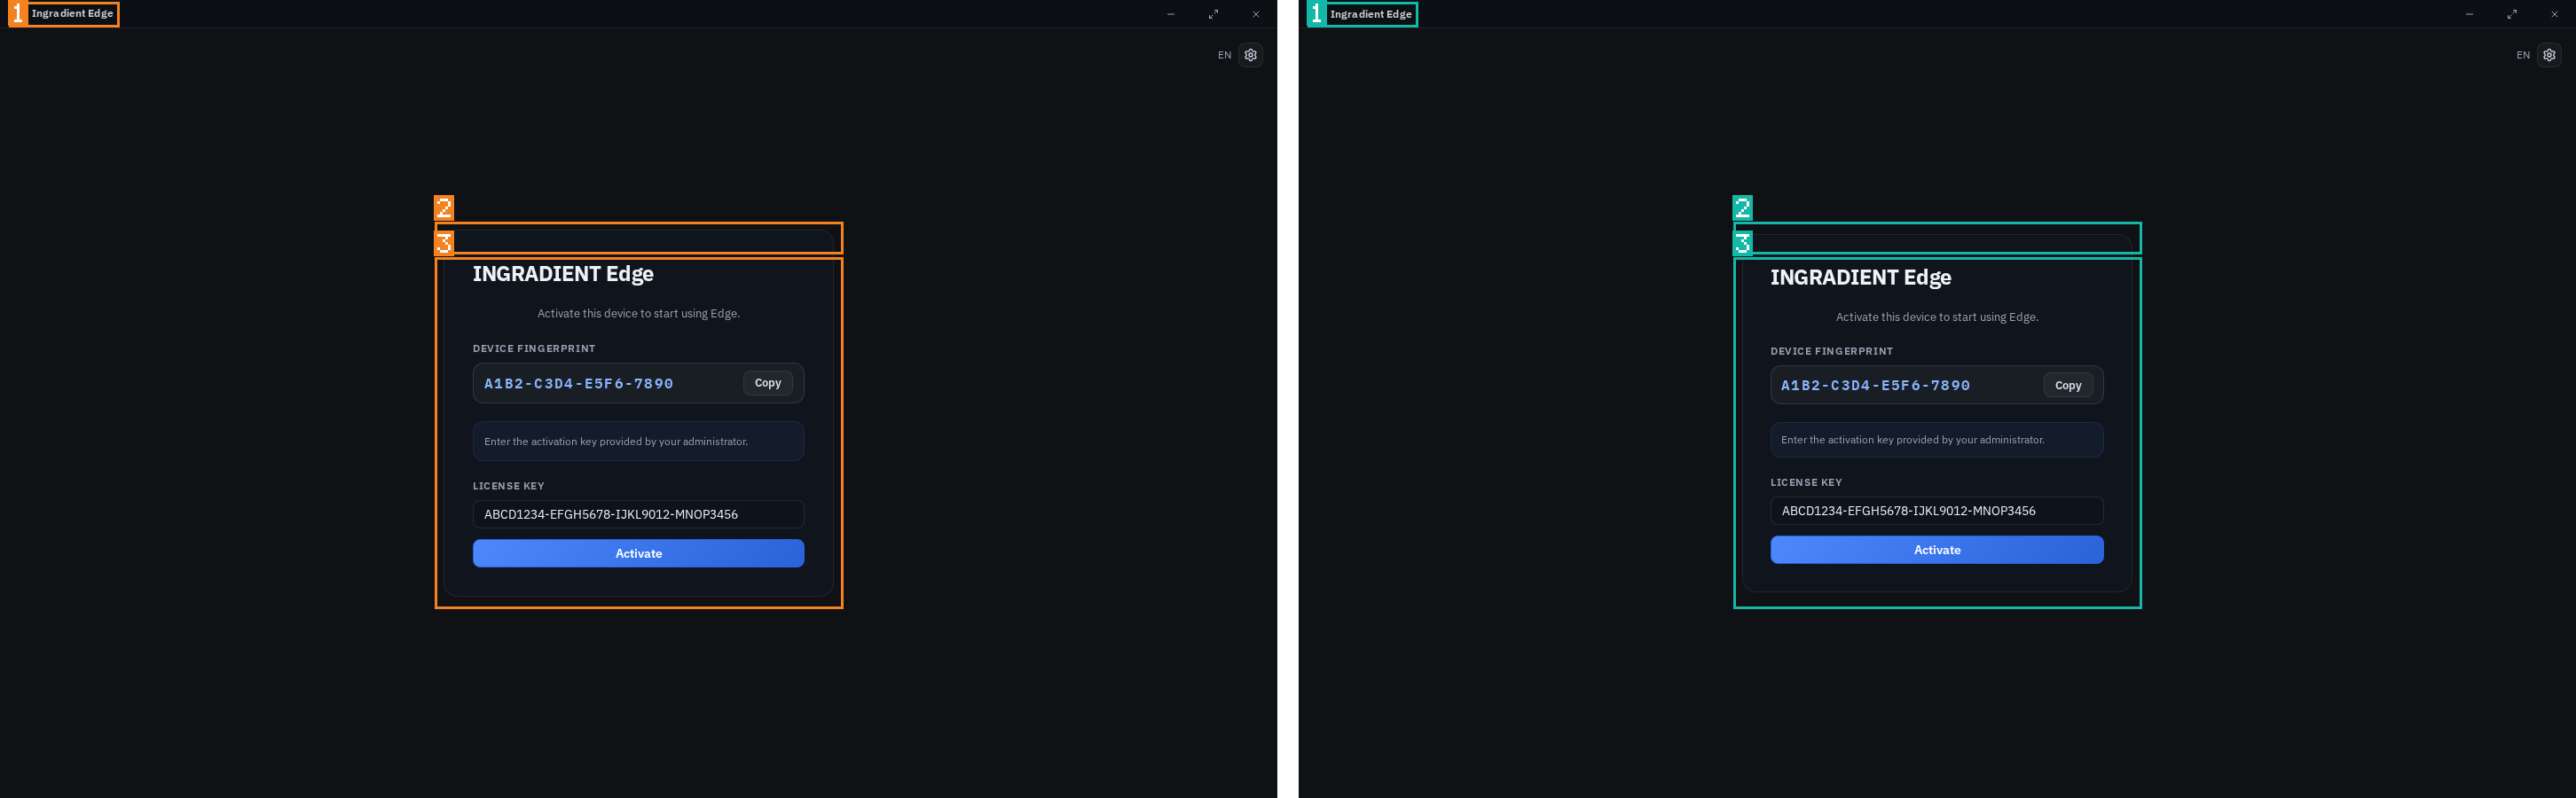 1 Ingradient Edge
EN
2
3
INGRADIENT Edge
Activate this device to start using Edge.
DEVICE FINGERPRINT
A1B2-C3D4-E5F6-7890 Copy
Enter the activation key provided by your administrator.
LICENSE KEY
ABCD1234-EFGH5678-IJKL9012-MNOP3456
Activate
1 Ingradient Edge
EN
2
3
INGRADIENT Edge
Activate this device to start using Edge.
DEVICE FINGERPRINT
A1B2-C3D4-E5F6-7890 Copy
Enter the activation key provided by your administrator.
LICENSE KEY
ABCD1234-EFGH5678-IJKL9012-MNOP3456
Activate